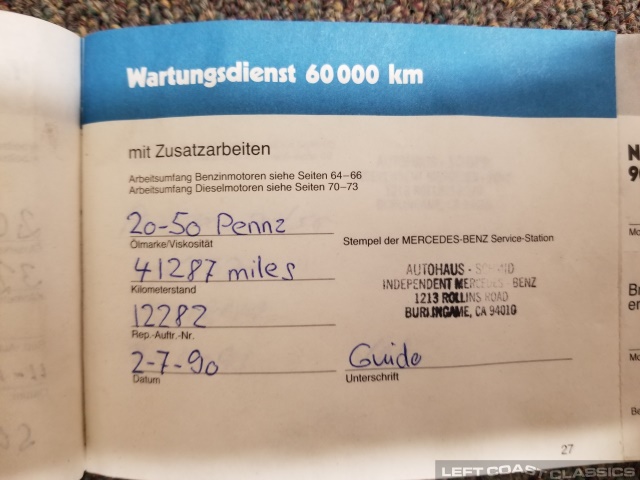 Wartungsdienst 60 000 km
mit Zusatzarbeiten
Arbeitsumfang Benzinmotoren siehe Seiten 64–66
Arbeitsumfang Dieselmotoren siehe Seiten 70–73
20-50 Pennz
Ölmarke/Viskosität
Stempel der MERCEDES-BENZ Service-Station
41287 miles
Kilometerstand
AUTOHAUS -
INDEPENDENT MERCEDES - BENZ
1213 ROLLINS ROAD
BURLINGAME, CA 94010
12282
Rep.-Auftr.-Nr.
2-7-90
Datum
Guido
Unterschrift
27
LEFT COAST CLASSICS